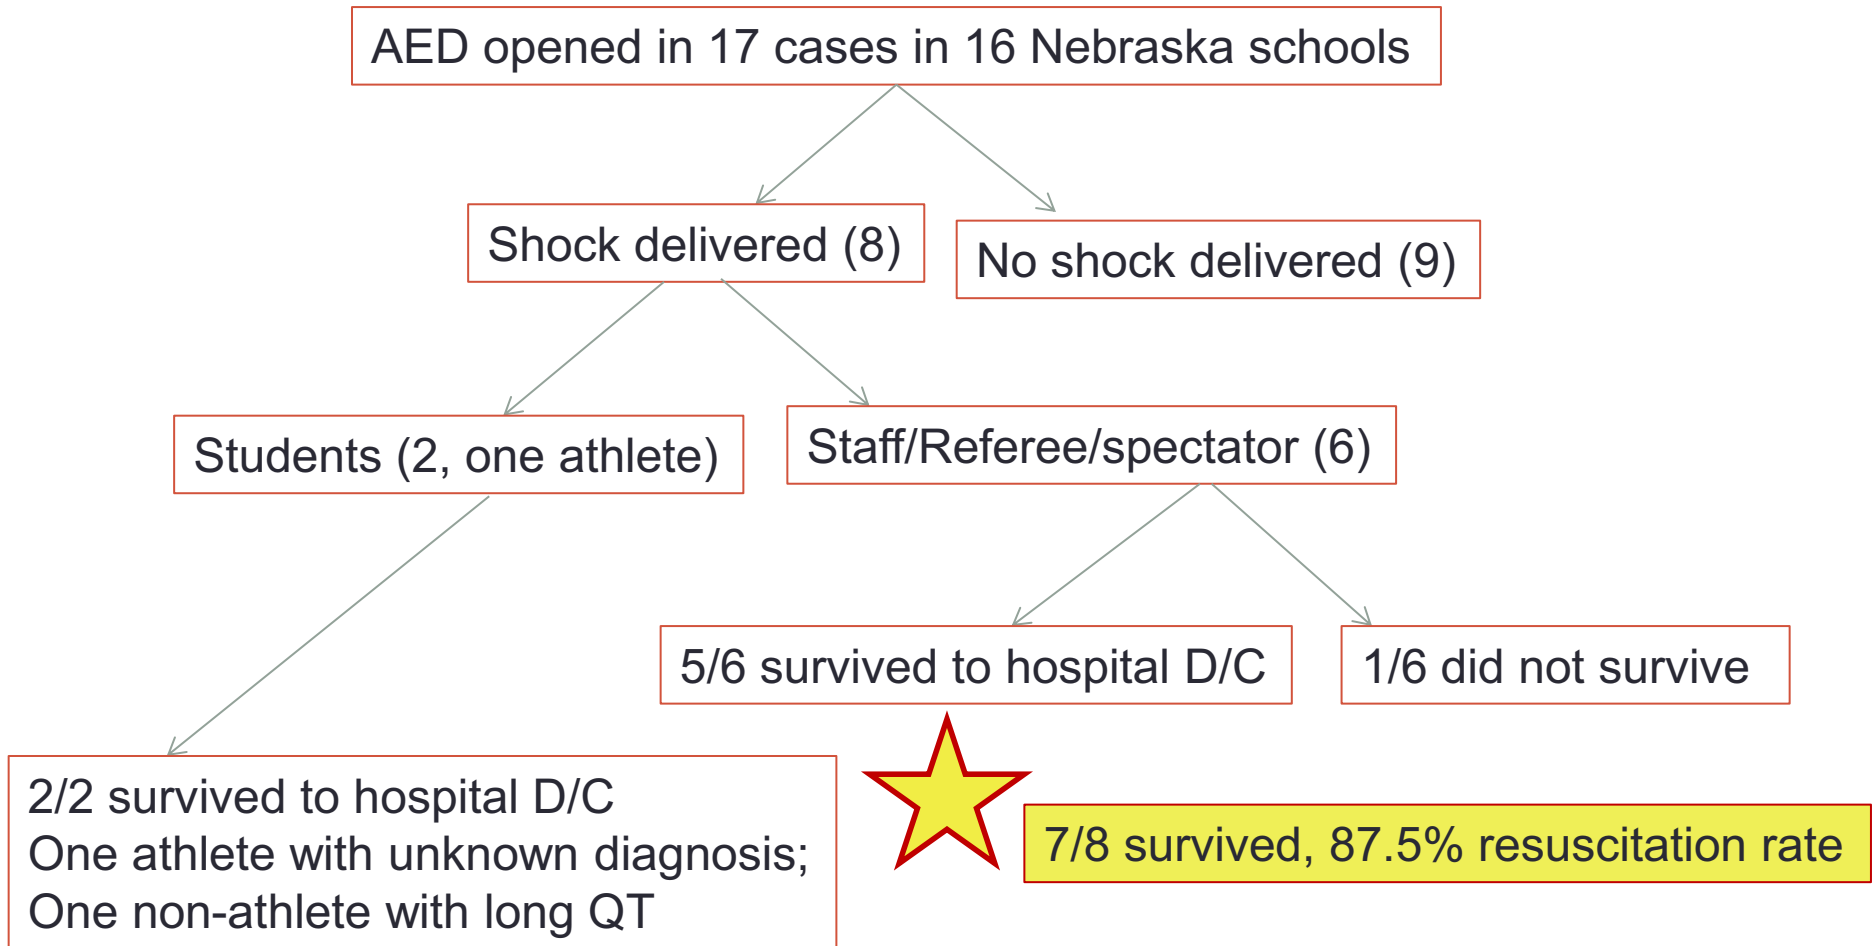 AED opened in 17 cases in 16 Nebraska schools
Shock delivered (8)
No shock delivered (9)
Students (2, one athlete)
Staff/Referee/spectator (6)
5/6 survived to hospital D/C
1/6 did not survive
2/2 survived to hospital D/C
One athlete with unknown diagnosis;
One non-athlete with long QT
7/8 survived, 87.5% resuscitation rate